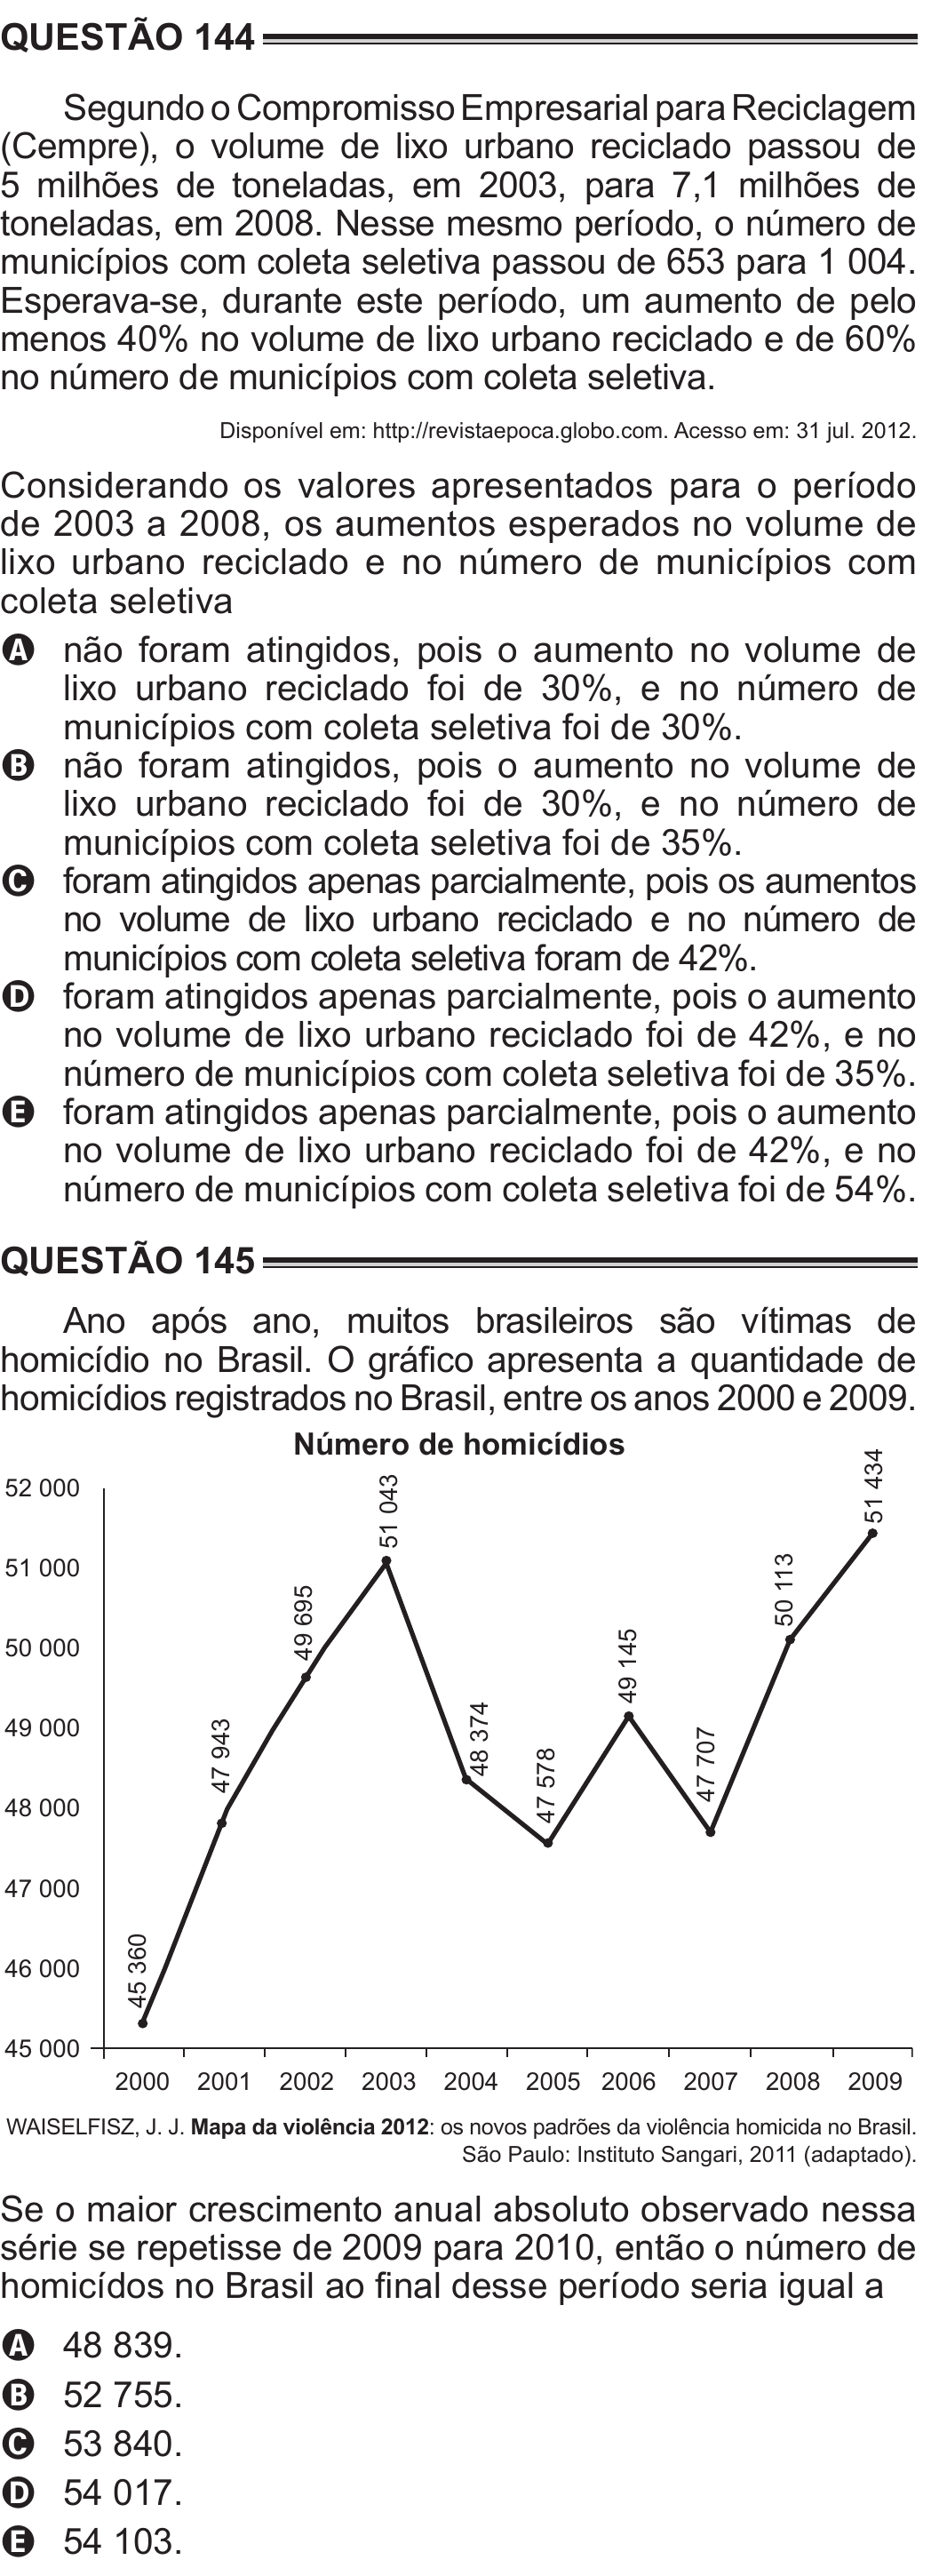 QUESTÃO 144
Segundo o Compromisso Empresarial para Reciclagem
(Cempre), o volume de lixo urbano reciclado passou de
5 milhões de toneladas, em 2003, para 7,1 milhões de
toneladas, em 2008. Nesse mesmo período, o número de
municípios com coleta seletiva passou de 653 para 1 004.
Esperava-se, durante este período, um aumento de pelo
menos 40% no volume de lixo urbano reciclado e de 60%
no número de municípios com coleta seletiva.
Disponível em: http://revistaepoca.globo.com. Acesso em: 31 jul. 2012.
Considerando os valores apresentados para o período
de 2003 a 2008, os aumentos esperados no volume de
lixo urbano reciclado e no número de municípios com
coleta seletiva
A não foram atingidos, pois o aumento no volume de
lixo urbano reciclado foi de 30%, e no número de
municípios com coleta seletiva foi de 30%.
B não foram atingidos, pois o aumento no volume de
lixo urbano reciclado foi de 30%, e no número de
municípios com coleta seletiva foi de 35%.
C foram atingidos apenas parcialmente, pois os aumentos
no volume de lixo urbano reciclado e no número de
municípios com coleta seletiva foram de 42%.
D foram atingidos apenas parcialmente, pois o aumento
no volume de lixo urbano reciclado foi de 42%, e no
número de municípios com coleta seletiva foi de 35%.
E foram atingidos apenas parcialmente, pois o aumento
no volume de lixo urbano reciclado foi de 42%, e no
número de municípios com coleta seletiva foi de 54%.
QUESTÃO 145
Ano após ano, muitos brasileiros são vítimas de
homicídio no Brasil. O gráfico apresenta a quantidade de
homicídios registrados no Brasil, entre os anos 2000 e 2009.
Número de homicídios
52 000
51 000
50 000
49 000
48 000
47 000
46 000
45 000
45 360
47 943
49 695
51 043
48 374
47 578
49 145
47 707
50 113
51 434
2000 2001 2002 2003 2004 2005 2006 2007 2008 2009
WAISELFISZ, J. J. Mapa da violência 2012: os novos padrões da violência homicida no Brasil.
São Paulo: Instituto Sangari, 2011 (adaptado).
Se o maior crescimento anual absoluto observado nessa
série se repetisse de 2009 para 2010, então o número de
homicídos no Brasil ao final desse período seria igual a
A 48 839.
B 52 755.
C 53 840.
D 54 017.
E 54 103.